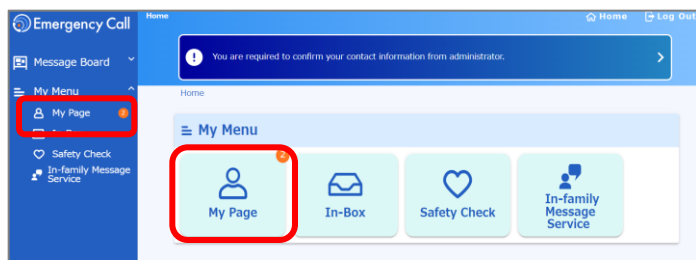 Emergency Call
Home
Home
Log Out
Message Board
My Menu
My Page 2
Safety Check
In-family Message
Service
You are required to confirm your contact information from administrator.
Home
My Menu
2
My Page
In-Box
Safety Check
In-family
Message
Service